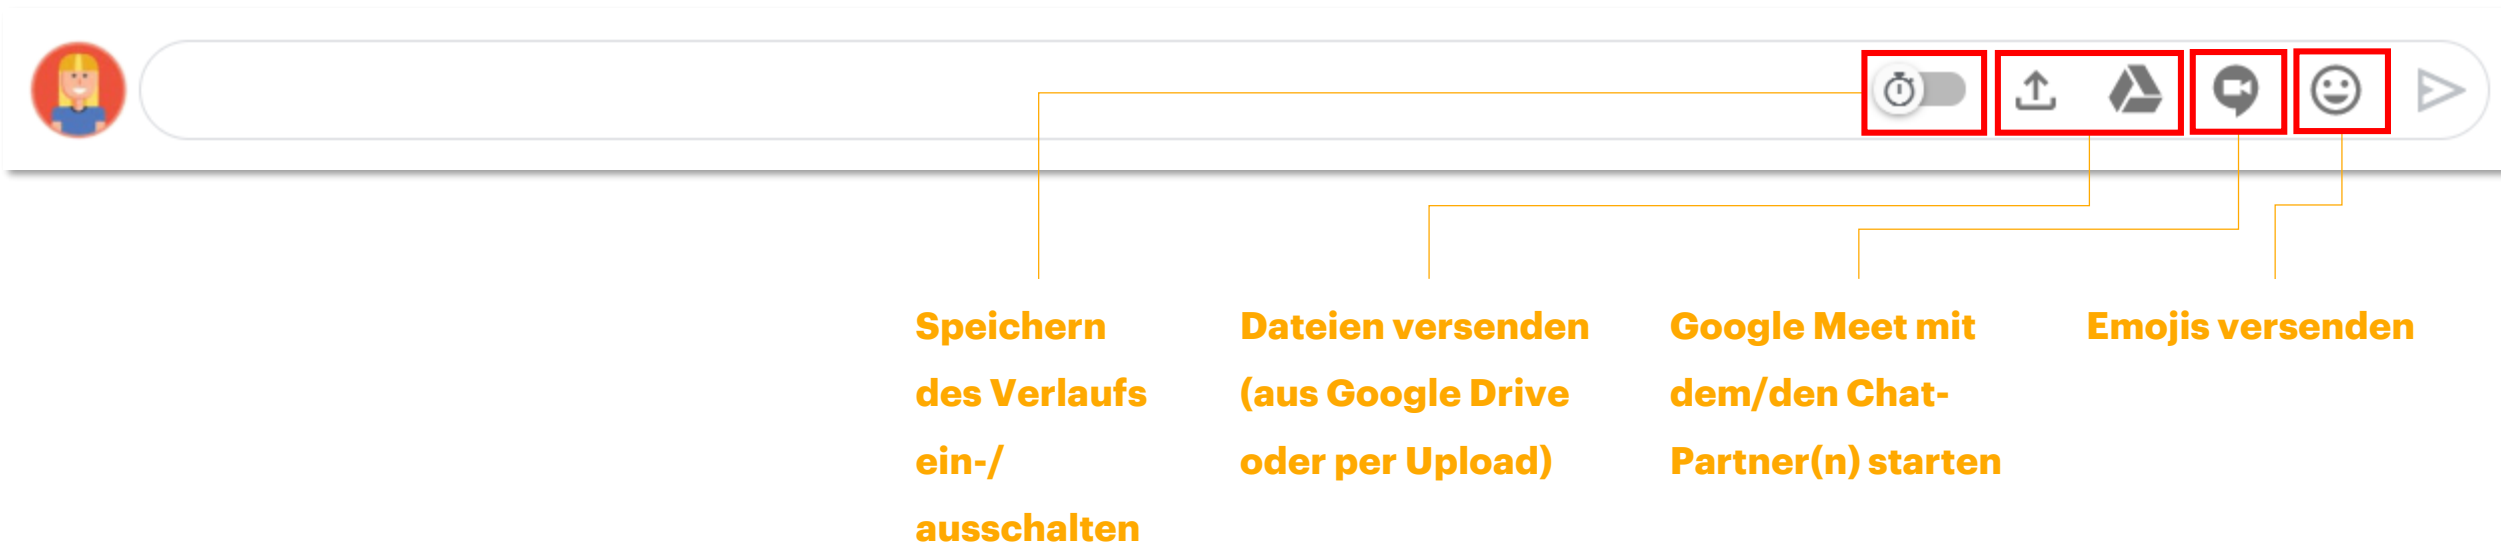 Speichern
des Verlaufs
ein-/
ausschalten
Dateien versenden
(aus Google Drive
oder per Upload)
Google Meet mit
dem/den Chat-
Partner(n) starten
Emojis versenden